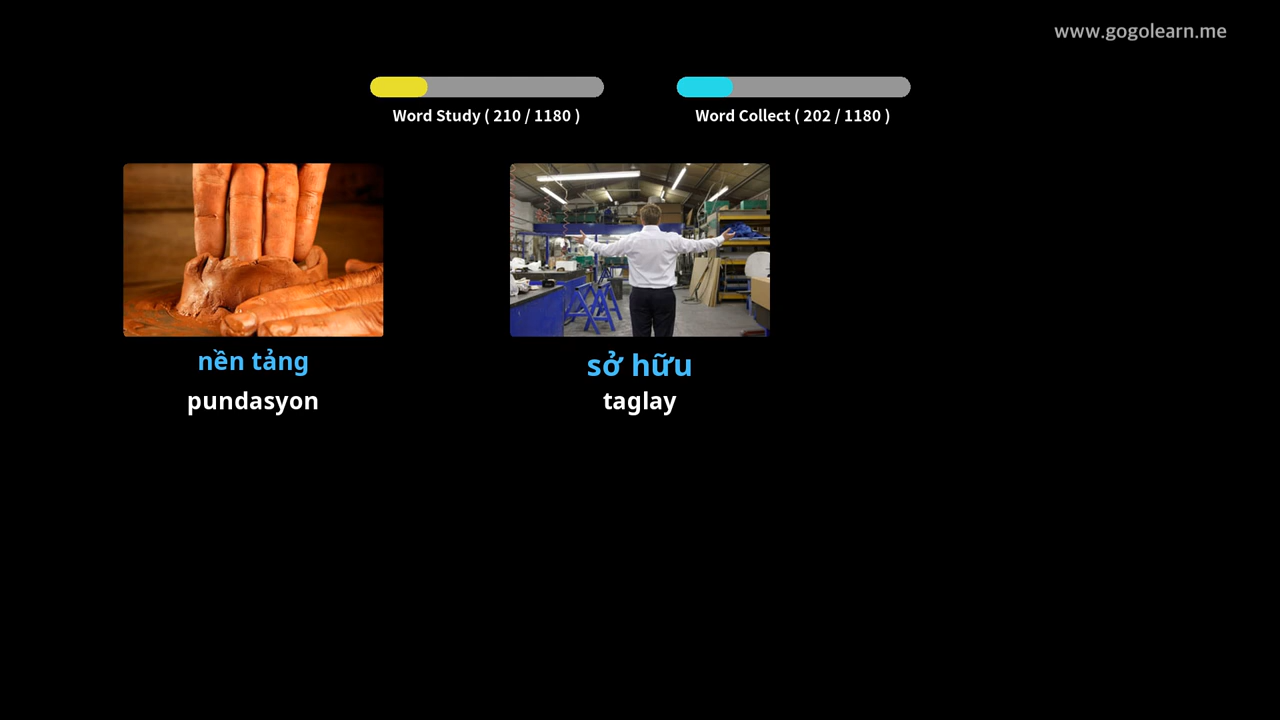 www.gogolearn.me
Word Study ( 210 / 1180 )
Word Collect ( 202 / 1180 )
nền tảng
pundasyon
sở hữu
taglay